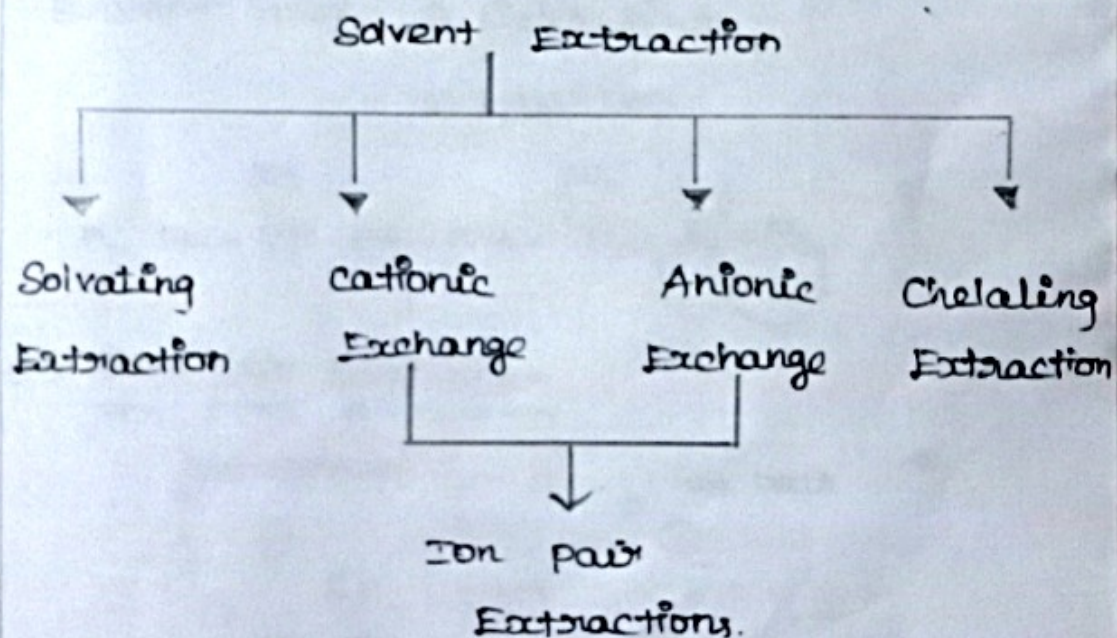 Solvent Extraction
Solvating cationic Anionic Chelating
Extraction Exchange Exchange Extraction
Ion pair
Extractions.